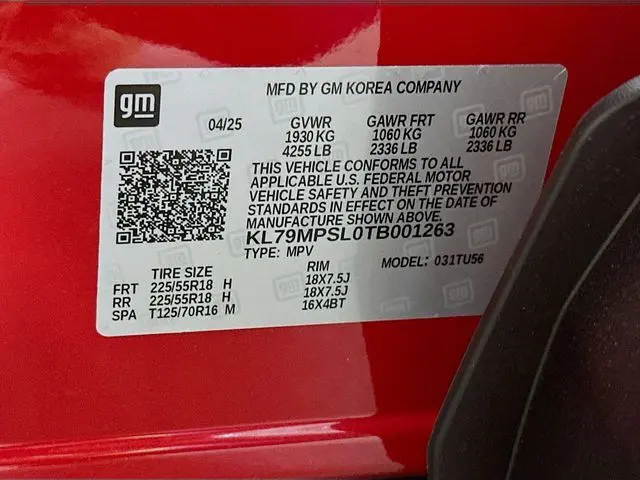 gm
MFD BY GM KOREA COMPANY
04/25 GVWR GAWR FRT GAWR RR
1930 KG 1060 KG 1060 KG
4255 LB 2336 LB 2336 LB
THIS VEHICLE CONFORMS TO ALL
APPLICABLE U.S. FEDERAL MOTOR
VEHICLE SAFETY AND THEFT PREVENTION
STANDARDS IN EFFECT ON THE DATE OF
MANUFACTURE SHOWN ABOVE.
KL79MPSL0TB001263
TYPE: MPV MODEL: 031TU56
TIRE SIZE RIM
FRT 225/55R18 H 18X7.5J
RR 225/55R18 H 18X7.5J
SPA T125/70R16 M 16X4BT